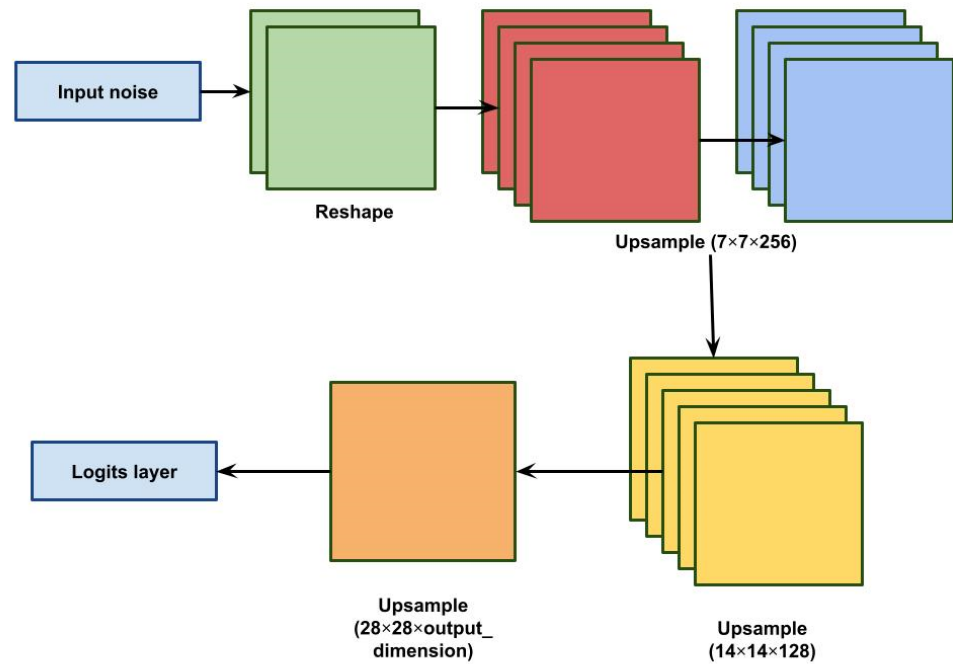 Input noise
Reshape
Upsample (7×7×256)
Logits layer
Upsample
(28×28×output_
dimension)
Upsample
(14×14×128)